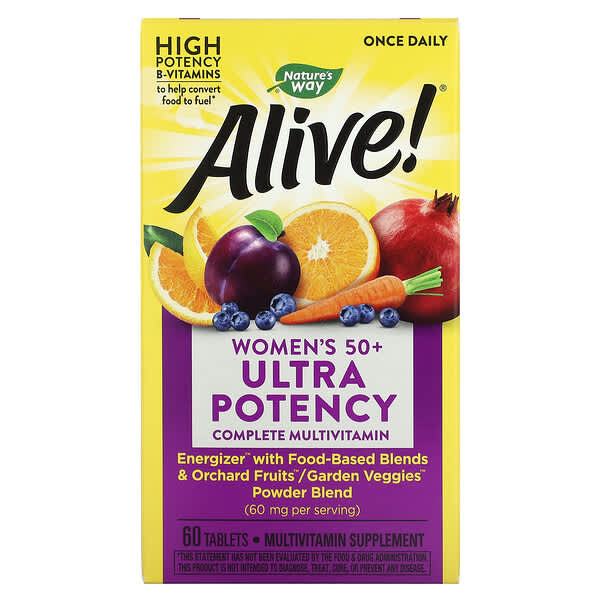 HIGH
POTENCY
B-VITAMINS
to help convert
food to fuel*
ONCE DAILY
Nature's
WAY
Alive!®
WOMEN'S 50+
ULTRA
POTENCY
COMPLETE MULTIVITAMIN
Energizer™ with Food-Based Blends
& Orchard Fruits™/Garden Veggies™
Powder Blend
(60 mg per serving)
60 TABLETS • MULTIVITAMIN SUPPLEMENT
*THIS STATEMENT HAS NOT BEEN EVALUATED BY THE FOOD & DRUG ADMINISTRATION.
THIS PRODUCT IS NOT INTENDED TO DIAGNOSE, TREAT, CURE, OR PREVENT ANY DISEASE.